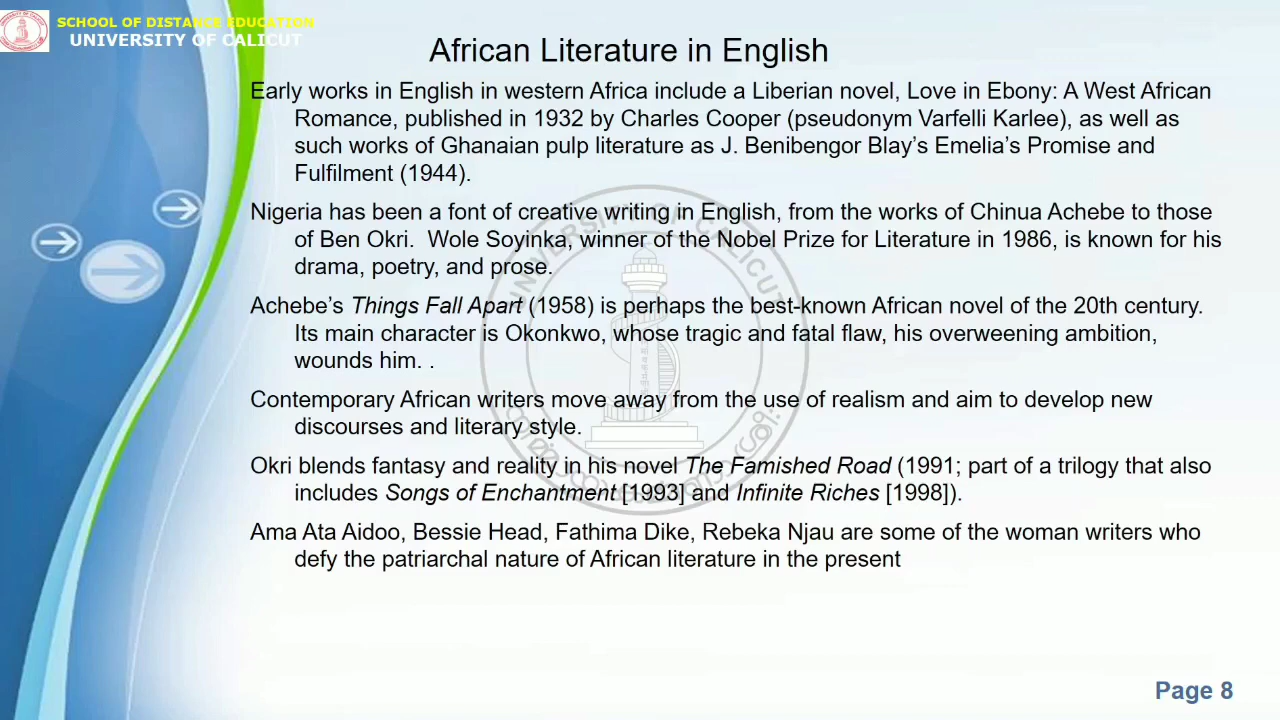 SCHOOL OF DISTANCE EDUCATION
UNIVERSITY OF CALICUT
African Literature in English
Early works in English in western Africa include a Liberian novel, Love in Ebony: A West African
Romance, published in 1932 by Charles Cooper (pseudonym Varfelli Karlee), as well as
such works of Ghanaian pulp literature as J. Benibengor Blay’s Emelia’s Promise and
Fulfilment (1944).
Nigeria has been a font of creative writing in English, from the works of Chinua Achebe to those
of Ben Okri.  Wole Soyinka, winner of the Nobel Prize for Literature in 1986, is known for his
drama, poetry, and prose.
Achebe’s Things Fall Apart (1958) is perhaps the best-known African novel of the 20th century.
Its main character is Okonkwo, whose tragic and fatal flaw, his overweening ambition,
wounds him. .
Contemporary African writers move away from the use of realism and aim to develop new
discourses and literary style.
Okri blends fantasy and reality in his novel The Famished Road (1991; part of a trilogy that also
includes Songs of Enchantment [1993] and Infinite Riches [1998]).
Ama Ata Aidoo, Bessie Head, Fathima Dike, Rebeka Njau are some of the woman writers who
defy the patriarchal nature of African literature in the present
UNIVERSITY OF CALICUT
Page 8